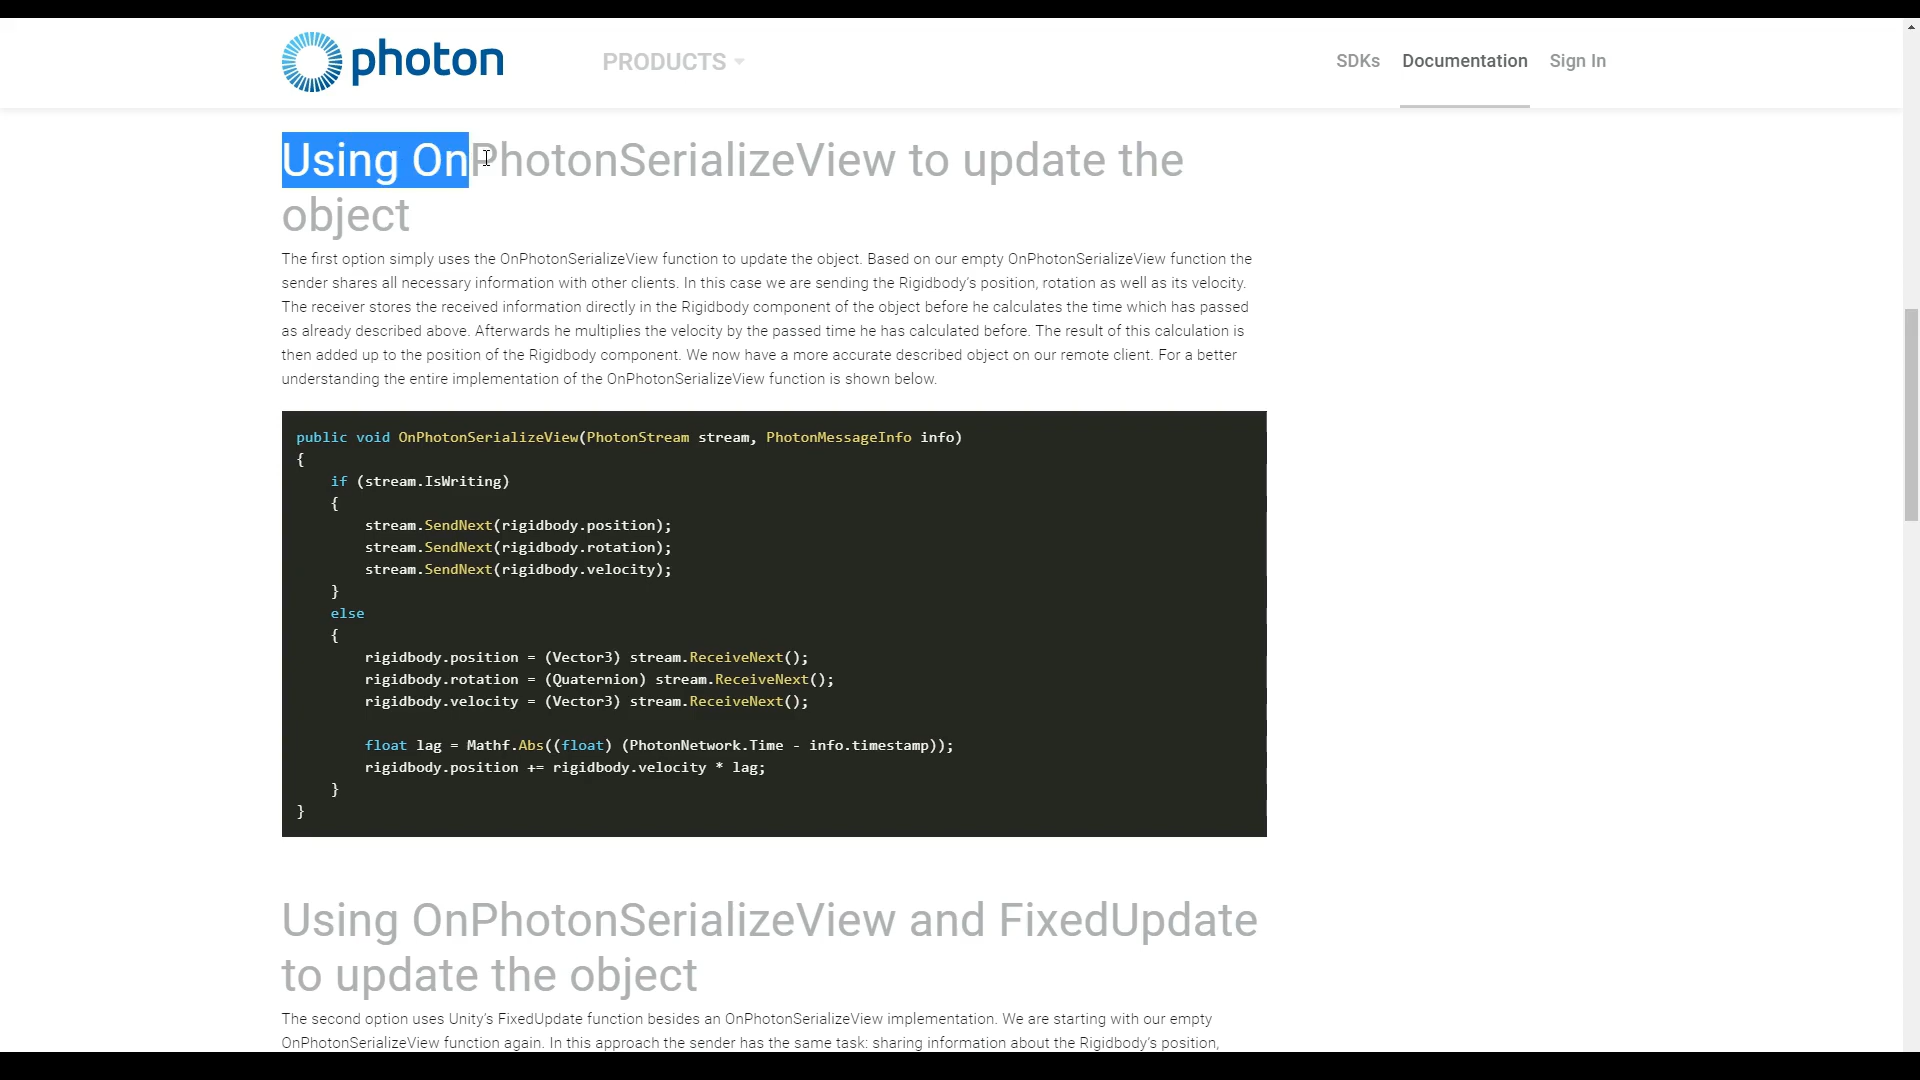 photon
PRODUCTS
SDKs Documentation Sign In
Using OnPhotonSerializeView to update the
object
The first option simply uses the OnPhotonSerializeView function to update the object. Based on our empty OnPhotonSerializeView function the
sender shares all necessary information with other clients. In this case we are sending the Rigidbody's position, rotation as well as its velocity.
The receiver stores the received information directly in the Rigidbody component of the object before he calculates the time which has passed
as already described above. Afterwards he multiplies the velocity by the passed time he has calculated before. The result of this calculation is
then added up to the position of the Rigidbody component. We now have a more accurate described object on our remote client. For a better
understanding the entire implementation of the OnPhotonSerializeView function is shown below.
public void OnPhotonSerializeView(PhotonStream stream, PhotonMessageInfo info)
{
if (stream.IsWriting)
{
stream.SendNext(rigidbody.position);
stream.SendNext(rigidbody.rotation);
stream.SendNext(rigidbody.velocity);
}
else
{
rigidbody.position = (Vector3) stream.ReceiveNext();
rigidbody.rotation = (Quaternion) stream.ReceiveNext();
rigidbody.velocity = (Vector3) stream.ReceiveNext();
float lag = Mathf.Abs((float) (PhotonNetwork.Time - info.timestamp));
rigidbody.position += rigidbody.velocity * lag;
}
}
Using OnPhotonSerializeView and FixedUpdate
to update the object
The second option uses Unity's FixedUpdate function besides an OnPhotonSerializeView implementation. We are starting with our empty
OnPhotonSerializeView function again. In this approach the sender has the same task: sharing information about the Rigidbody's position,